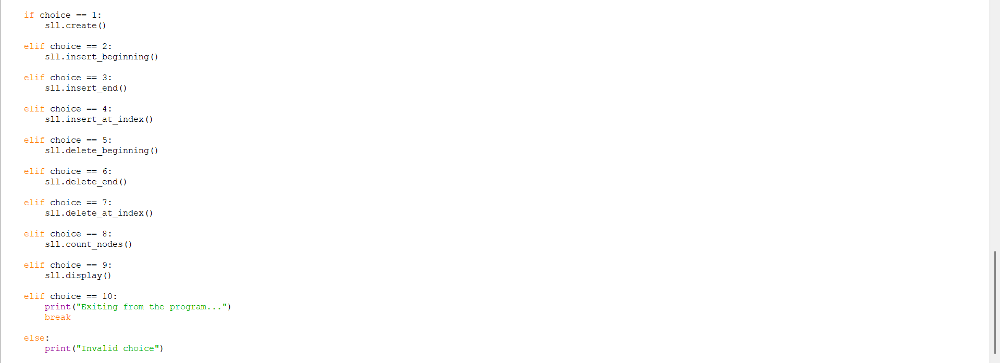 if choice == 1:
    sll.create()
elif choice == 2:
    sll.insert_beginning()
elif choice == 3:
    sll.insert_end()
elif choice == 4:
    sll.insert_at_index()
elif choice == 5:
    sll.delete_beginning()
elif choice == 6:
    sll.delete_end()
elif choice == 7:
    sll.delete_at_index()
elif choice == 8:
    sll.count_nodes()
elif choice == 9:
    sll.display()
elif choice == 10:
    print("Exiting from the program...")
    break
else:
    print("Invalid choice")